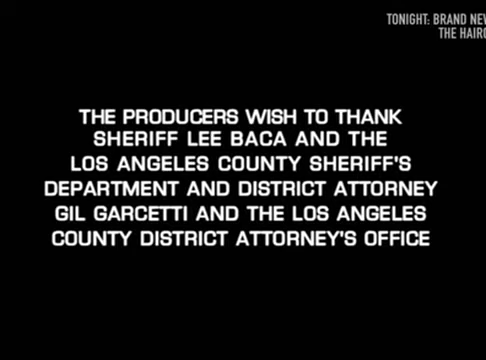 TONIGHT: BRAND NEW
THE HAIRC
THE PRODUCERS WISH TO THANK
SHERIFF LEE BACA AND THE
LOS ANGELES COUNTY SHERIFF'S
DEPARTMENT AND DISTRICT ATTORNEY
GIL GARCETTI AND THE LOS ANGELES
COUNTY DISTRICT ATTORNEY'S OFFICE